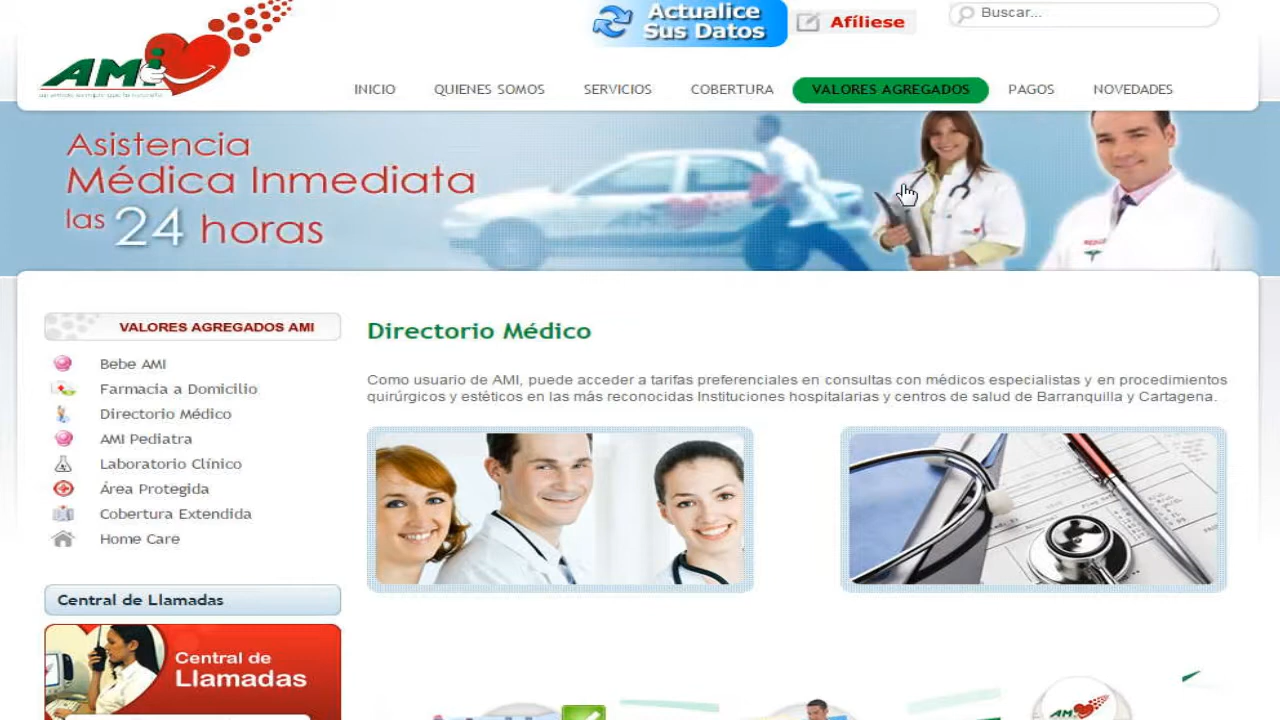 Actualice
Sus Datos
Afíliese
Buscar...
AMi
INICIO
QUIENES SOMOS
SERVICIOS
COBERTURA
VALORES AGREGADOS
PAGOS
NOVEDADES
Asistencia
Médica Inmediata
las 24 horas
VALORES AGREGADOS AMI
Bebe AMI
Farmacia a Domicilio
Directorio Médico
AMI Pediatra
Laboratorio Clínico
Área Protegida
Cobertura Extendida
Home Care
Directorio Médico
Como usuario de AMI, puede acceder a tarifas preferenciales en consultas con médicos especialistas y en procedimientos
quirúrgicos y estéticos en las más reconocidas Instituciones hospitalarias y centros de salud de Barranquilla y Cartagena.
Central de Llamadas
Central de
Llamadas
AMi